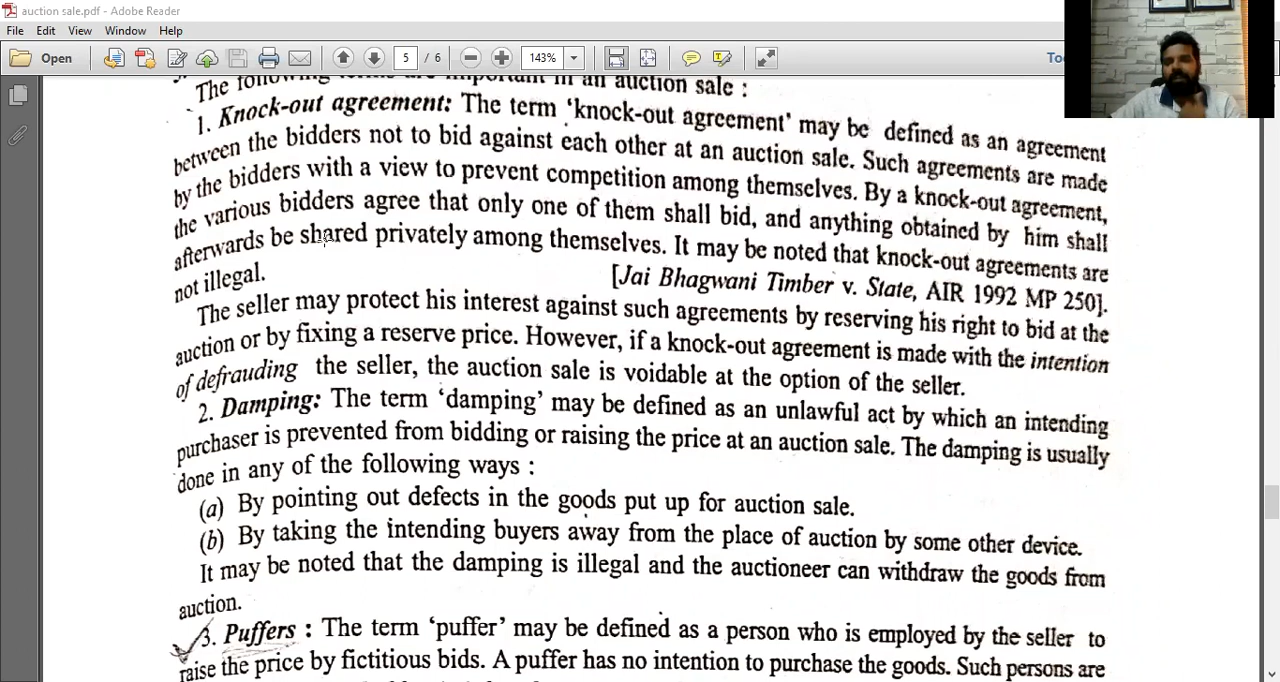 auction sale.pdf - Adobe Reader
File Edit View Window Help
Open 5 / 6 143% Too
The following terms are important in an auction sale :
1. Knock-out agreement: The term 'knock-out agreement' may be defined as an agreement
between the bidders not to bid against each other at an auction sale. Such agreements are made
by the bidders with a view to prevent competition among themselves. By a knock-out agreement,
the various bidders agree that only one of them shall bid, and anything obtained by him shall
afterwards be shared privately among themselves. It may be noted that knock-out agreements are
not illegal. [Jai Bhagwani Timber v. State, AIR 1992 MP 250].
The seller may protect his interest against such agreements by reserving his right to bid at the
auction or by fixing a reserve price. However, if a knock-out agreement is made with the intention
of defrauding the seller, the auction sale is voidable at the option of the seller.
2. Damping: The term 'damping' may be defined as an unlawful act by which an intending
purchaser is prevented from bidding or raising the price at an auction sale. The damping is usually
done in any of the following ways :
(a) By pointing out defects in the goods put up for auction sale.
(b) By taking the intending buyers away from the place of auction by some other device.
It may be noted that the damping is illegal and the auctioneer can withdraw the goods from
auction.
3. Puffers : The term 'puffer' may be defined as a person who is employed by the seller to
raise the price by fictitious bids. A puffer has no intention to purchase the goods. Such persons are